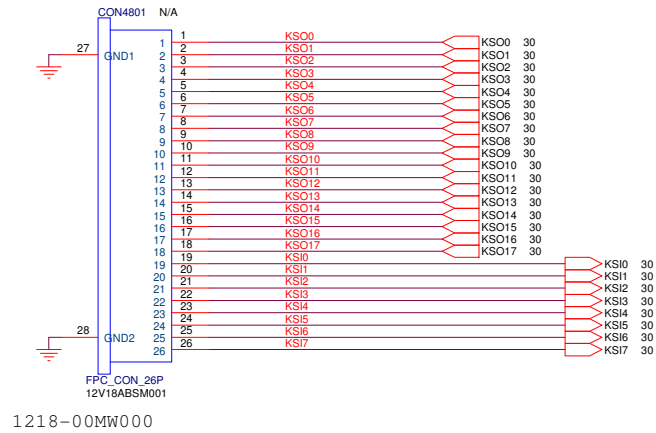 CON4801 N/A
1 1 KSO0 KSO0 30
27 GND1 2 2 KSO1 KSO1 30
3 3 KSO2 KSO2 30
4 4 KSO3 KSO3 30
5 5 KSO4 KSO4 30
6 6 KSO5 KSO5 30
7 7 KSO6 KSO6 30
8 8 KSO7 KSO7 30
9 9 KSO8 KSO8 30
10 10 KSO9 KSO9 30
11 11 KSO10 KSO10 30
12 12 KSO11 KSO11 30
13 13 KSO12 KSO12 30
14 14 KSO13 KSO13 30
15 15 KSO14 KSO14 30
16 16 KSO15 KSO15 30
17 17 KSO16 KSO16 30
18 18 KSO17 KSO17 30
19 19 KSI0 KSI0 30
20 20 KSI1 KSI1 30
21 21 KSI2 KSI2 30
22 22 KSI3 KSI3 30
23 23 KSI4 KSI4 30
24 24 KSI5 KSI5 30
28 GND2 25 25 KSI6 KSI6 30
26 26 KSI7 KSI7 30
FPC_CON_26P
12V18ABSM001
1218-00MW000